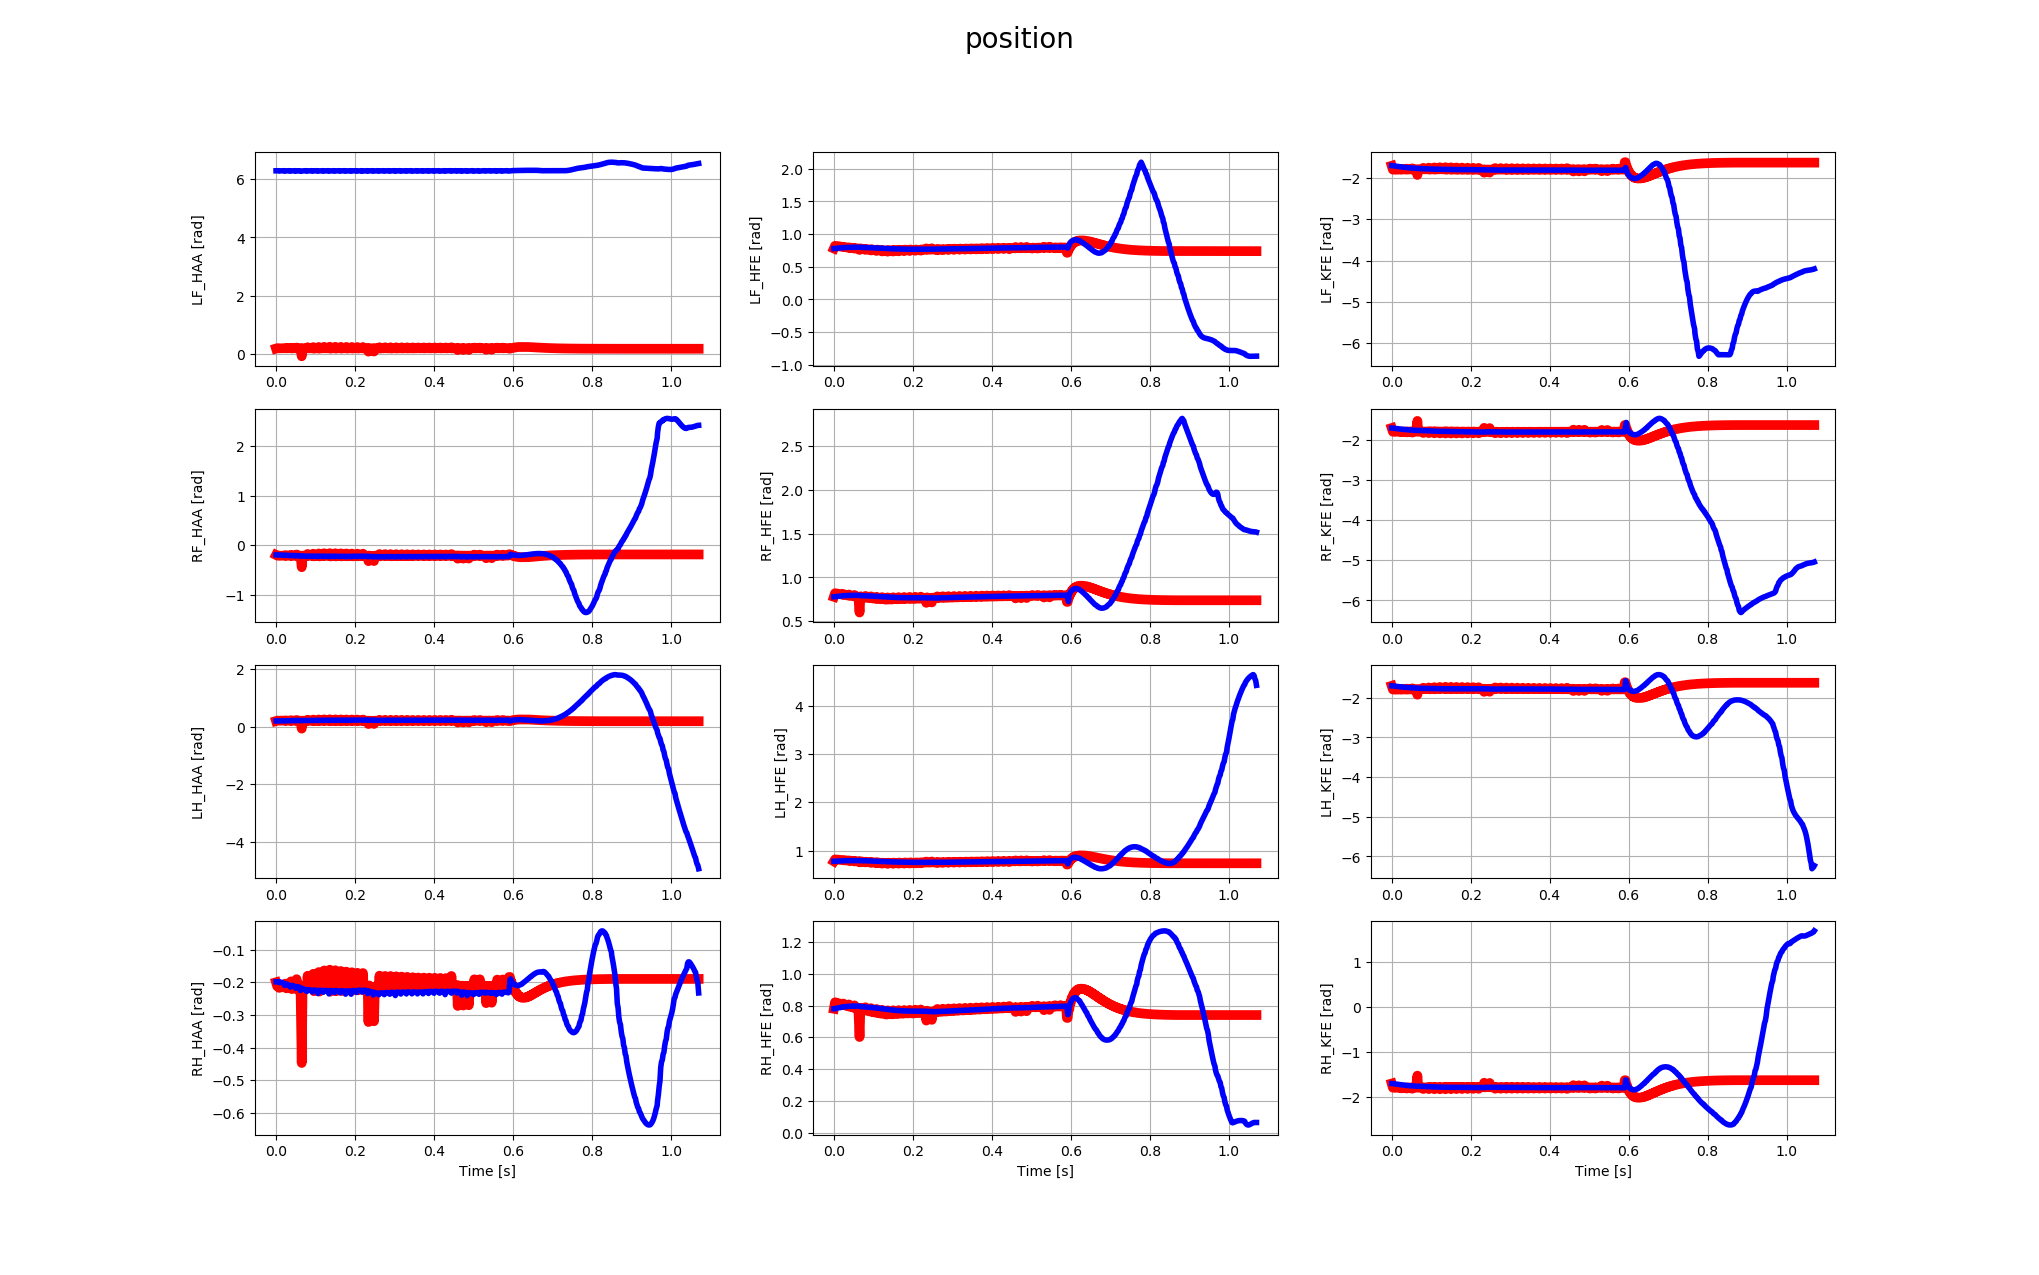 position
LF_HAA [rad]
6
4
2
0
0.0 0.2 0.4 0.6 0.8 1.0
LF_HFE [rad]
2.0
1.5
1.0
0.5
0.0
−0.5
−1.0
0.0 0.2 0.4 0.6 0.8 1.0
LF_KFE [rad]
−2
−3
−4
−5
−6
0.0 0.2 0.4 0.6 0.8 1.0
RF_HAA [rad]
2
1
0
−1
0.0 0.2 0.4 0.6 0.8 1.0
RF_HFE [rad]
2.5
2.0
1.5
1.0
0.5
0.0 0.2 0.4 0.6 0.8 1.0
RF_KFE [rad]
−2
−3
−4
−5
−6
0.0 0.2 0.4 0.6 0.8 1.0
LH_HAA [rad]
2
0
−2
−4
0.0 0.2 0.4 0.6 0.8 1.0
LH_HFE [rad]
4
3
2
1
0.0 0.2 0.4 0.6 0.8 1.0
LH_KFE [rad]
−2
−3
−4
−5
−6
0.0 0.2 0.4 0.6 0.8 1.0
RH_HAA [rad]
−0.1
−0.2
−0.3
−0.4
−0.5
−0.6
0.0 0.2 0.4 0.6 0.8 1.0
Time [s]
RH_HFE [rad]
1.2
1.0
0.8
0.6
0.4
0.2
0.0
0.0 0.2 0.4 0.6 0.8 1.0
Time [s]
RH_KFE [rad]
1
0
−1
−2
0.0 0.2 0.4 0.6 0.8 1.0
Time [s]